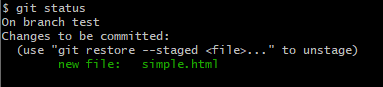 $ git status
On branch test
Changes to be committed:
  (use "git restore --staged <file>..." to unstage)
        new file:   simple.html